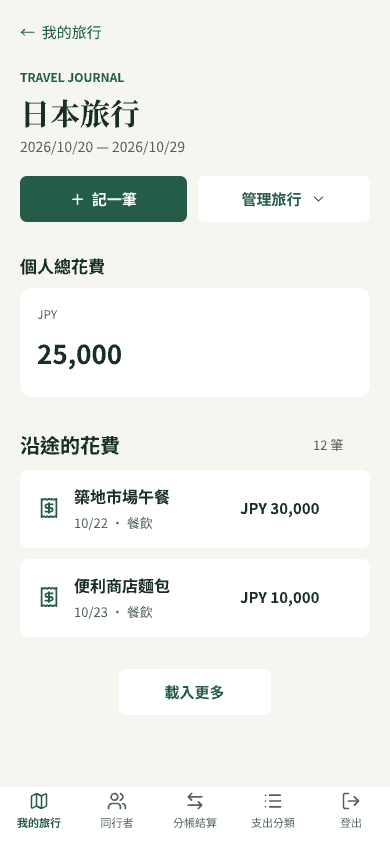 ← 我的旅行
TRAVEL JOURNAL
日本旅行
2026/10/20 — 2026/10/29
＋ 記一筆
管理旅行
個人總花費
JPY
25,000
沿途的花費
12 筆
築地市場午餐
JPY 30,000
10/22 · 餐飲
便利商店麵包
JPY 10,000
10/23 · 餐飲
載入更多
我的旅行
同行者
分帳結算
支出分類
登出